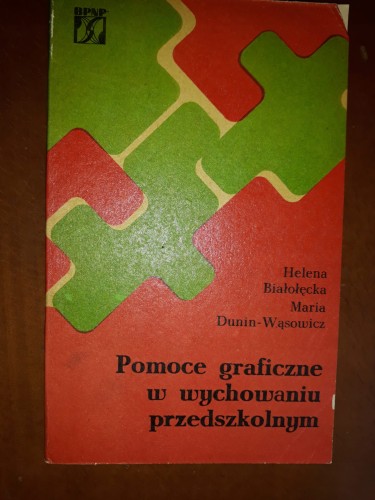 BPNP
Helena
Białołęcka
Maria
Dunin-Wąsowicz
Pomoce graficzne
w wychowaniu
przedszkolnym